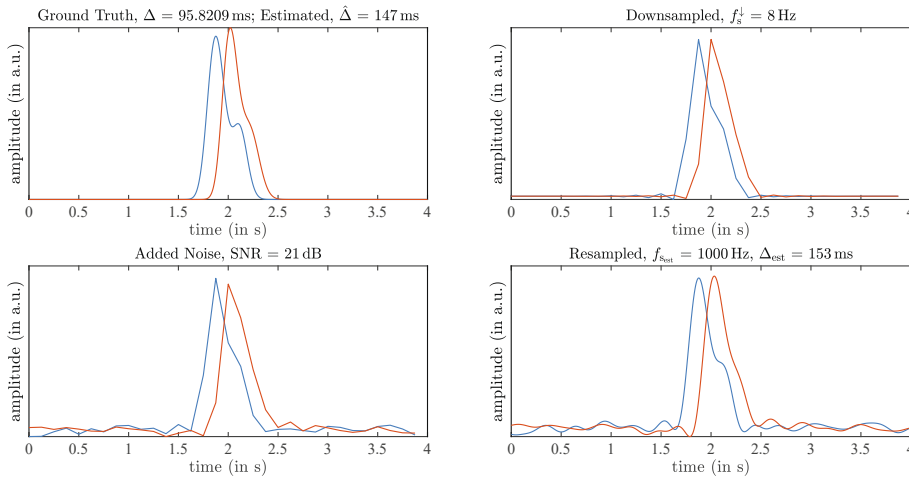 Ground Truth, Δ = 95.8209 ms; Estimated, Δ̂ = 147 ms
amplitude (in a.u.)
0 0.5 1 1.5 2 2.5 3 3.5 4
time (in s)
Downsampled, f_s^↓ = 8 Hz
amplitude (in a.u.)
0 0.5 1 1.5 2 2.5 3 3.5 4
time (in s)
Added Noise, SNR = 21 dB
amplitude (in a.u.)
0 0.5 1 1.5 2 2.5 3 3.5 4
time (in s)
Resampled, f_{s_est} = 1000 Hz, Δ_est = 153 ms
amplitude (in a.u.)
0 0.5 1 1.5 2 2.5 3 3.5 4
time (in s)